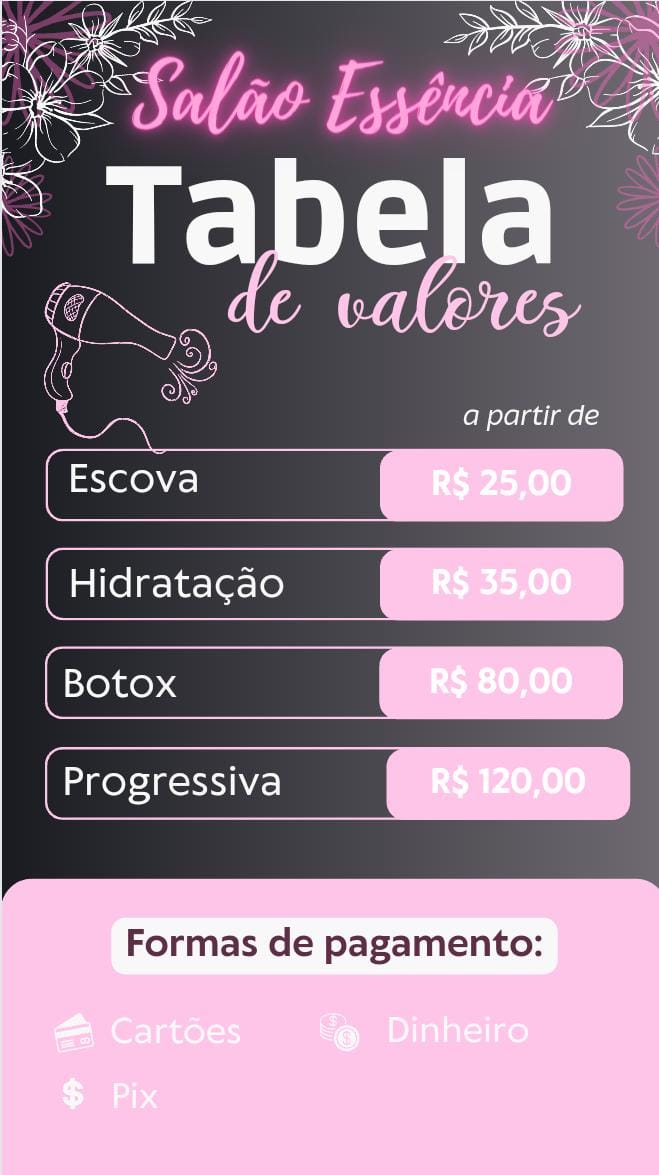 Salão Essência
Tabela
de valores
a partir de
Escova R$ 25,00
Hidratação R$ 35,00
Botox R$ 80,00
Progressiva R$ 120,00
Formas de pagamento:
Cartões Dinheiro
$ Pix